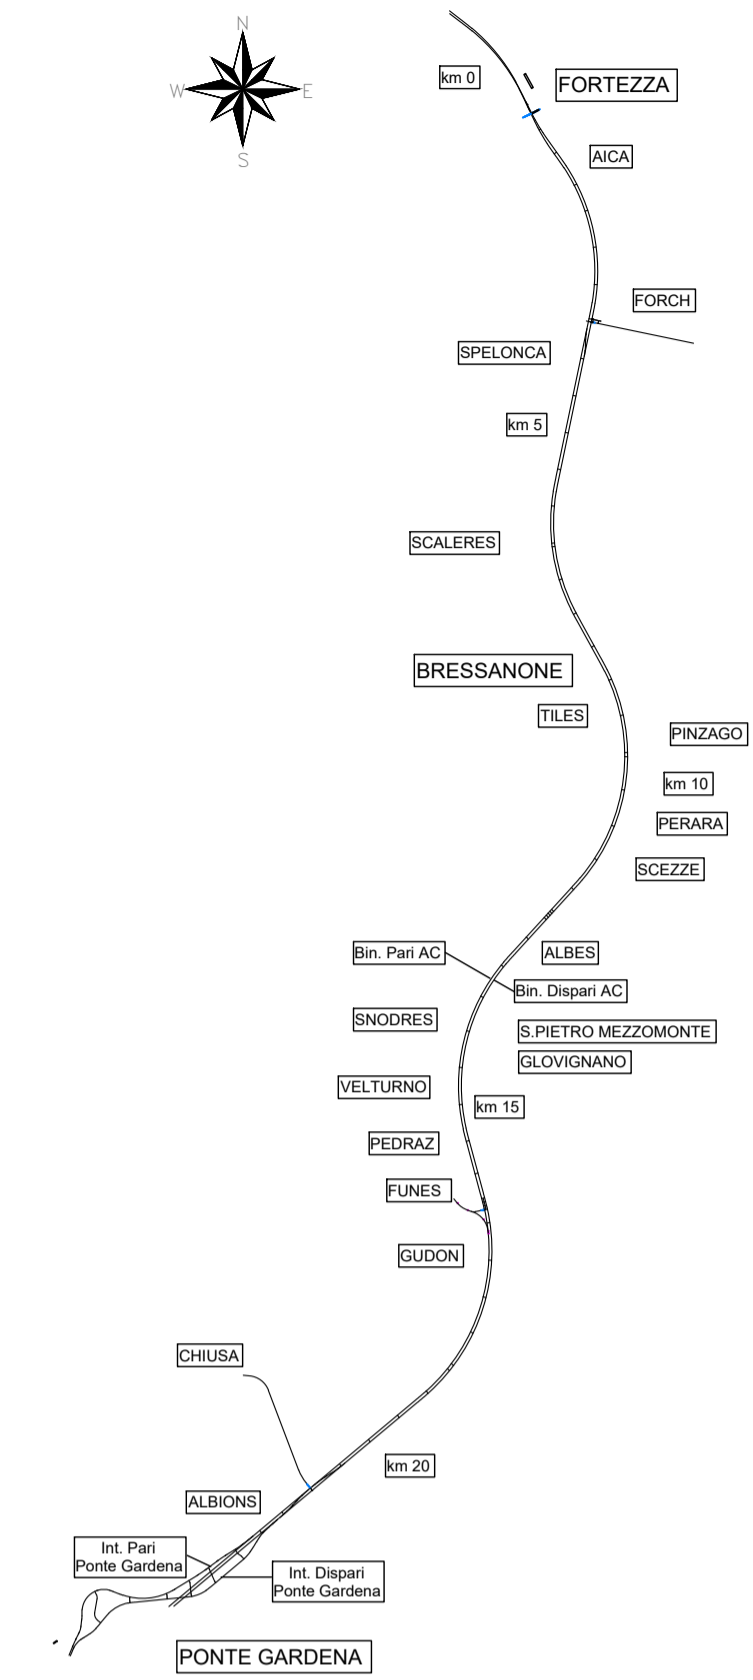 N
W
E
S
km 0
FORTEZZA
AICA
FORCH
SPELONCA
km 5
SCALERES
BRESSANONE
TILES
PINZAGO
km 10
PERARA
SCEZZE
Bin. Pari AC
ALBES
Bin. Dispari AC
SNODRES
S.PIETRO MEZZOMONTE
GLOVIGNANO
VELTURNO
km 15
PEDRAZ
FUNES
GUDON
CHIUSA
km 20
ALBIONS
Int. Pari
Ponte Gardena
Int. Dispari
Ponte Gardena
PONTE GARDENA